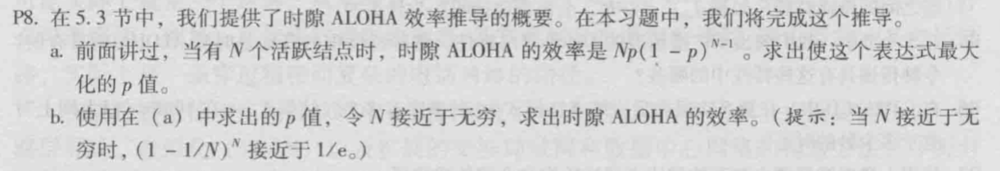 P8. 在 5.3 节中，我们提供了时隙 ALOHA 效率推导的概要。在本习题中，我们将完成这个推导。
a. 前面讲过，当有 N 个活跃结点时，时隙 ALOHA 的效率是 Np(1 - p)^{N-1}。求出使这个表达式最大
化的 p 值。
b. 使用在（a）中求出的 p 值，令 N 接近于无穷，求出时隙 ALOHA 的效率。（提示：当 N 接近于无
穷时，(1 - 1/N)^N 接近于 1/e。）